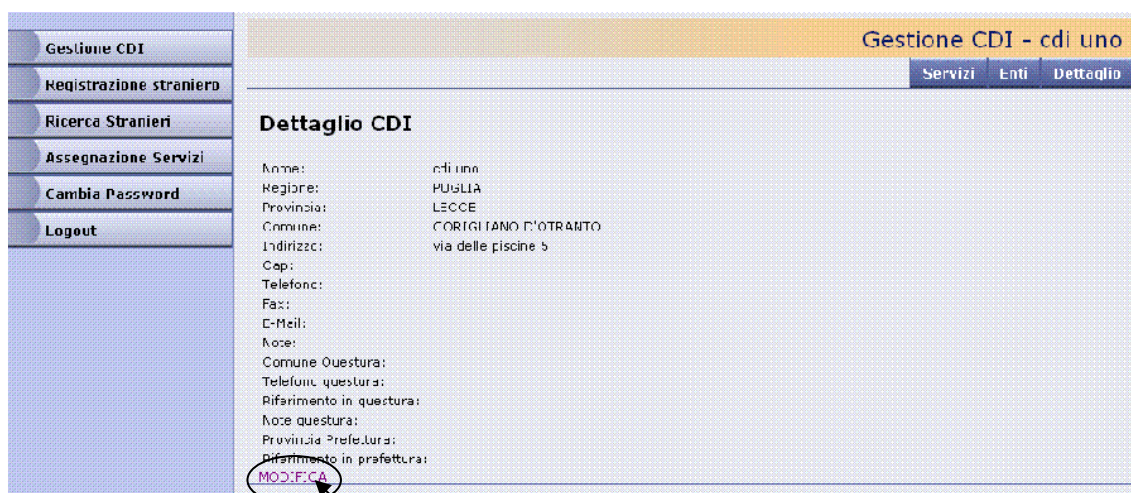 Gestione CDI
Registrazione straniero
Ricerca Stranieri
Assegnazione Servizi
Cambia Password
Logout
Gestione CDI - cdi uno
Servizi Enti Dettaglio
Dettaglio CDI
Nome: cdi uno
Regione: PUGLIA
Provincia: LECCE
Comune: CORIGLIANO D'OTRANTO
Indirizzo: via delle piscine 5
Cap:
Telefono:
Fax:
E-Mail:
Note:
Comune Questura:
Telefono questura:
Riferimento in questura:
Note questura:
Provincia Prefettura:
Riferimento in prefettura:
MODIFICA